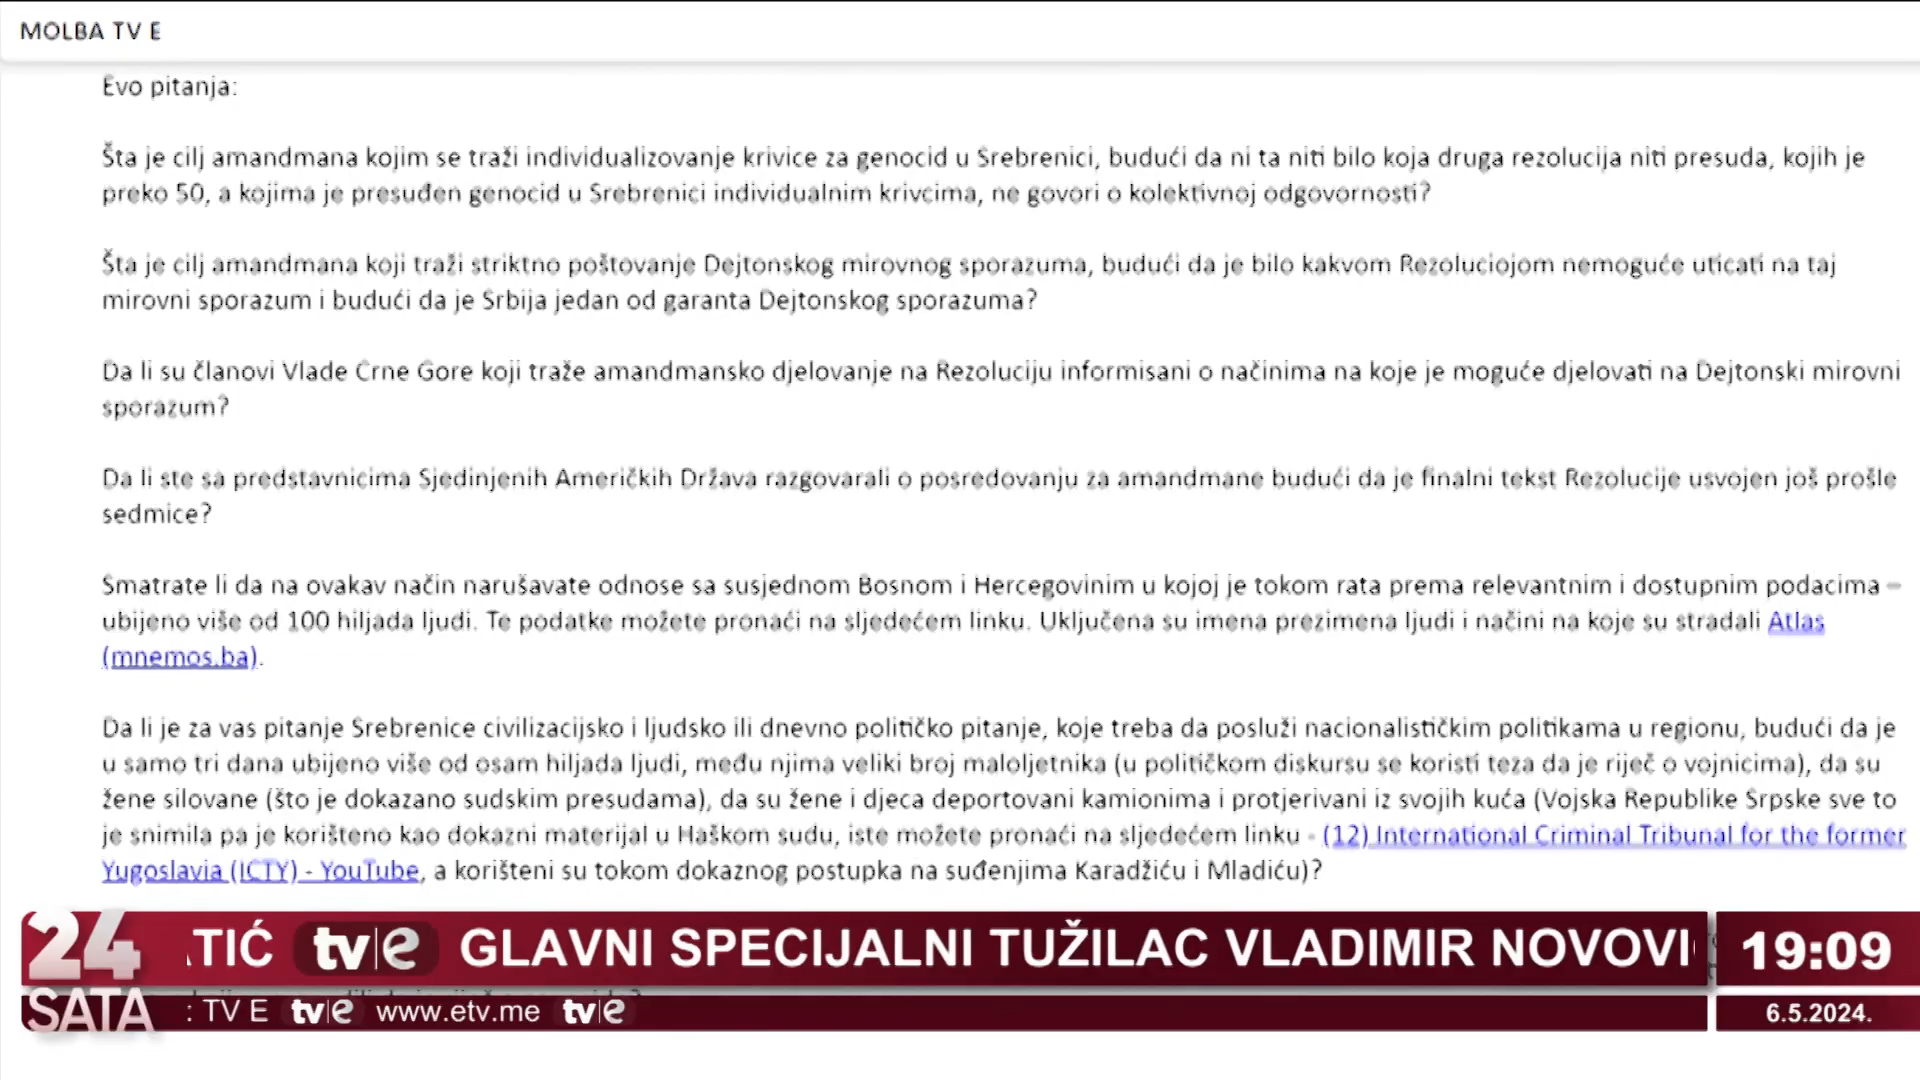 MOLBA TV E
Evo pitanja:
Šta je cilj amandmana kojim se traži individualizovanje krivice za genocid u Srebrenici, budući da ni ta niti bilo koja druga rezolucija niti presuda, kojih je
preko 50, a kojima je presuđen genocid u Srebrenici individualnim krivcima, ne govori o kolektivnoj odgovornosti?
Šta je cilj amandmana koji traži striktno poštovanje Dejtonskog mirovnog sporazuma, budući da je bilo kakvom Rezoluciojom nemoguće uticati na taj
mirovni sporazum i budući da je Srbija jedan od garanta Dejtonskog sporazuma?
Da li su članovi Vlade Crne Gore koji traže amandmansko djelovanje na Rezoluciju informisani o načinima na koje je moguće djelovati na Dejtonski mirovni
sporazum?
Da li ste sa predstavnicima Sjedinjenih Američkih Država razgovarali o posredovanju za amandmane budući da je finalni tekst Rezolucije usvojen još prošle
sedmice?
Smatrate li da na ovakav način narušavate odnose sa susjednom Bosnom i Hercegovinim u kojoj je tokom rata prema relevantnim i dostupnim podacima –
ubijeno više od 100 hiljada ljudi. Te podatke možete pronaći na sljedećem linku. Uključena su imena prezimena ljudi i načini na koje su stradali Atlas
(mnemos.ba).
Da li je za vas pitanje Srebrenice civilizacijsko i ljudsko ili dnevno političko pitanje, koje treba da posluži nacionalističkim politikama u regionu, budući da je
u samo tri dana ubijeno više od osam hiljada ljudi, među njima veliki broj maloljetnika (u političkom diskursu se koristi teza da je riječ o vojnicima), da su
žene silovane (što je dokazano sudskim presudama), da su žene i djeca deportovani kamionima i protjerivani iz svojih kuća (Vojska Republike Srpske sve to
je snimila pa je korišteno kao dokazni materijal u Haškom sudu, iste možete pronaći na sljedećem linku - (12) International Criminal Tribunal for the former
Yugoslavia (ICTY) - YouTube, a korišteni su tokom dokaznog postupka na suđenjima Karadžiću i Mladiću)?
24 SATA
TIĆ tv|e GLAVNI SPECIJALNI TUŽILAC VLADIMIR NOVOVI
19:09
: TV E tv|e www.etv.me tv|e
6.5.2024.